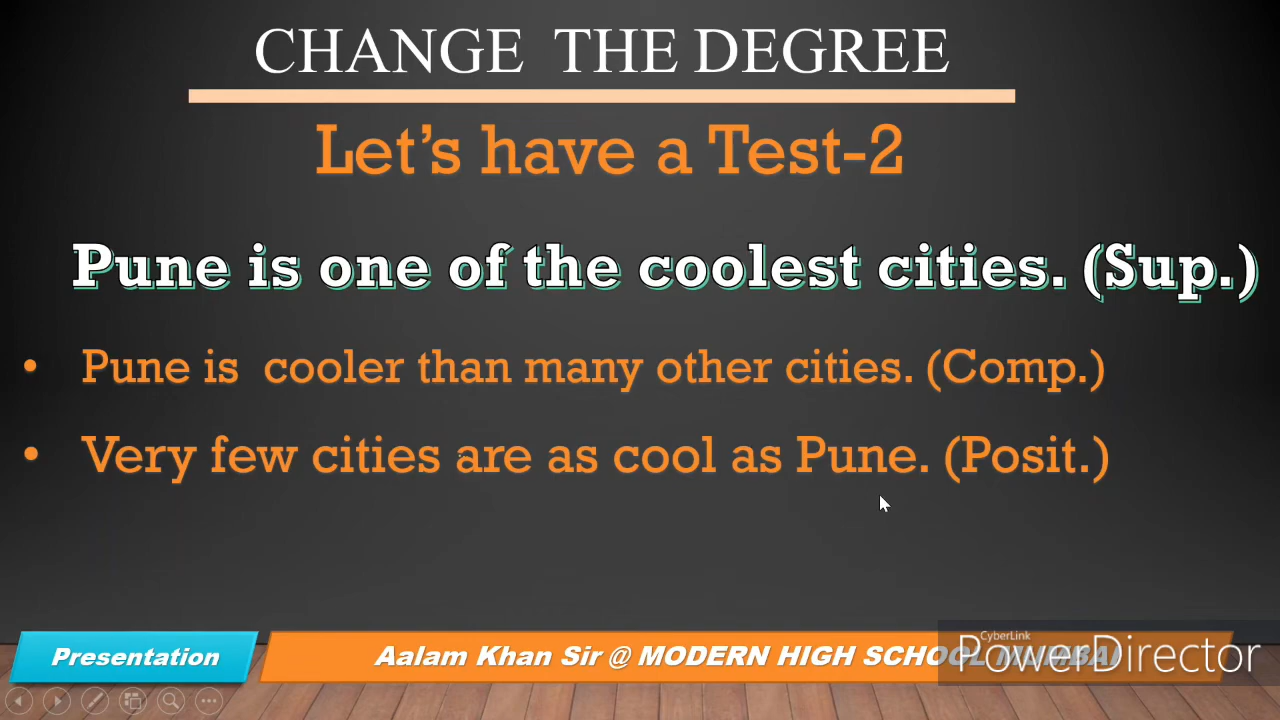 CHANGE THE DEGREE
Let's have a Test-2
Pune is one of the coolest cities. (Sup.)
• Pune is cooler than many other cities. (Comp.)
• Very few cities are as cool as Pune. (Posit.)
Presentation
Aalam Khan Sir @ MODERN HIGH SCHOOL MUMBAI
CyberLink
PowerDirector